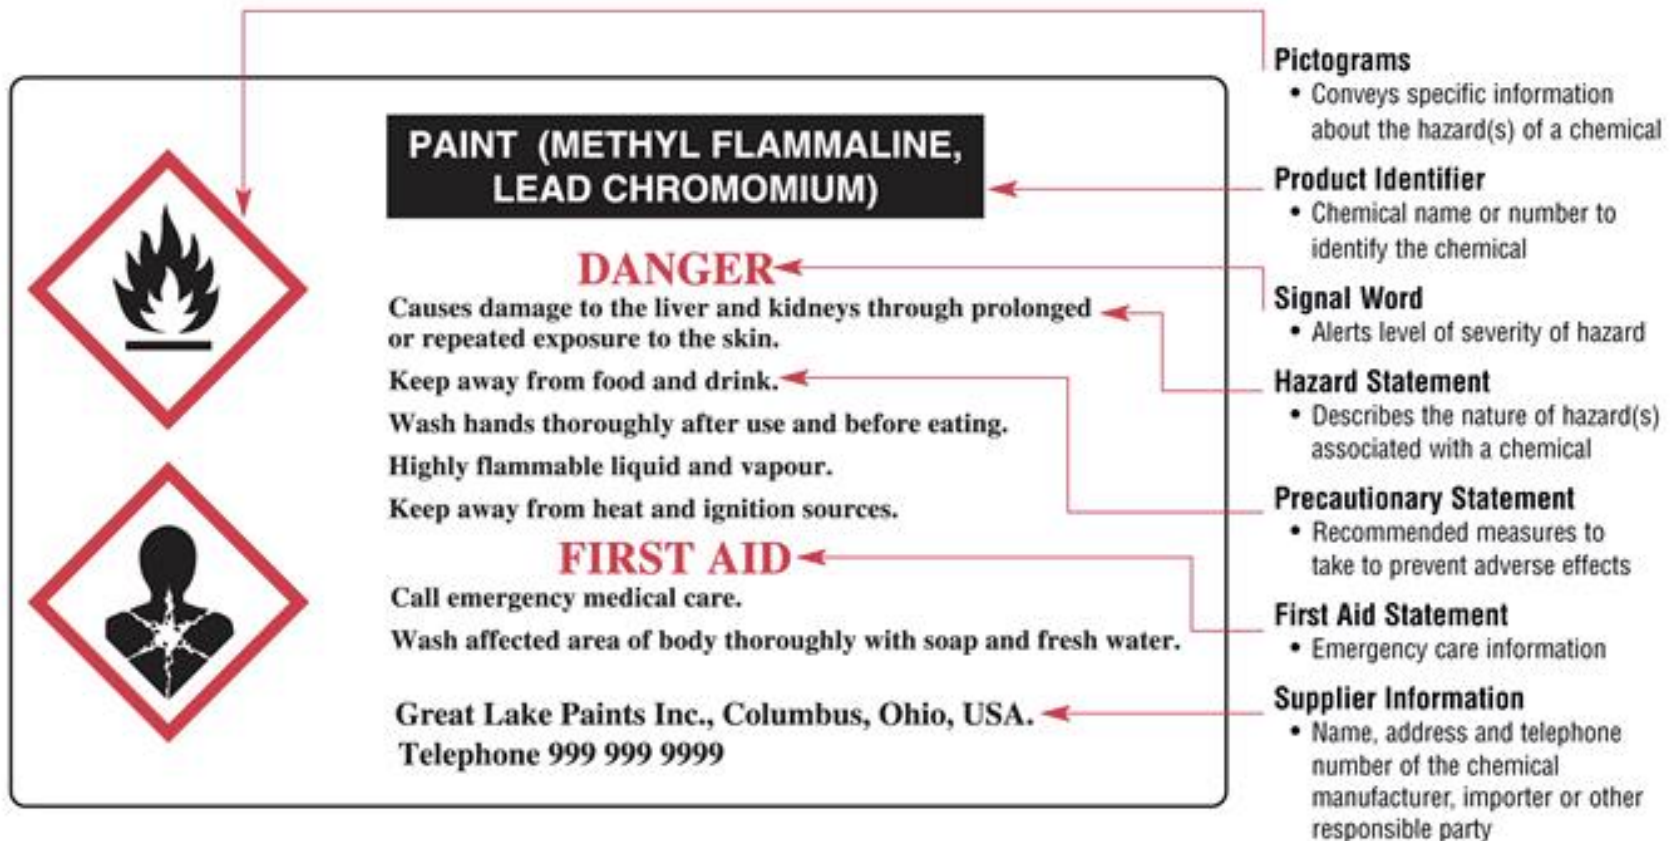 PAINT (METHYL FLAMMALINE,
LEAD CHROMOMIUM)
DANGER
Causes damage to the liver and kidneys through prolonged
or repeated exposure to the skin.
Keep away from food and drink.
Wash hands thoroughly after use and before eating.
Highly flammable liquid and vapour.
Keep away from heat and ignition sources.
FIRST AID
Call emergency medical care.
Wash affected area of body thoroughly with soap and fresh water.
Great Lake Paints Inc., Columbus, Ohio, USA.
Telephone 999 999 9999
Pictograms
• Conveys specific information
about the hazard(s) of a chemical
Product Identifier
• Chemical name or number to
identify the chemical
Signal Word
• Alerts level of severity of hazard
Hazard Statement
• Describes the nature of hazard(s)
associated with a chemical
Precautionary Statement
• Recommended measures to
take to prevent adverse effects
First Aid Statement
• Emergency care information
Supplier Information
• Name, address and telephone
number of the chemical
manufacturer, importer or other
responsible party